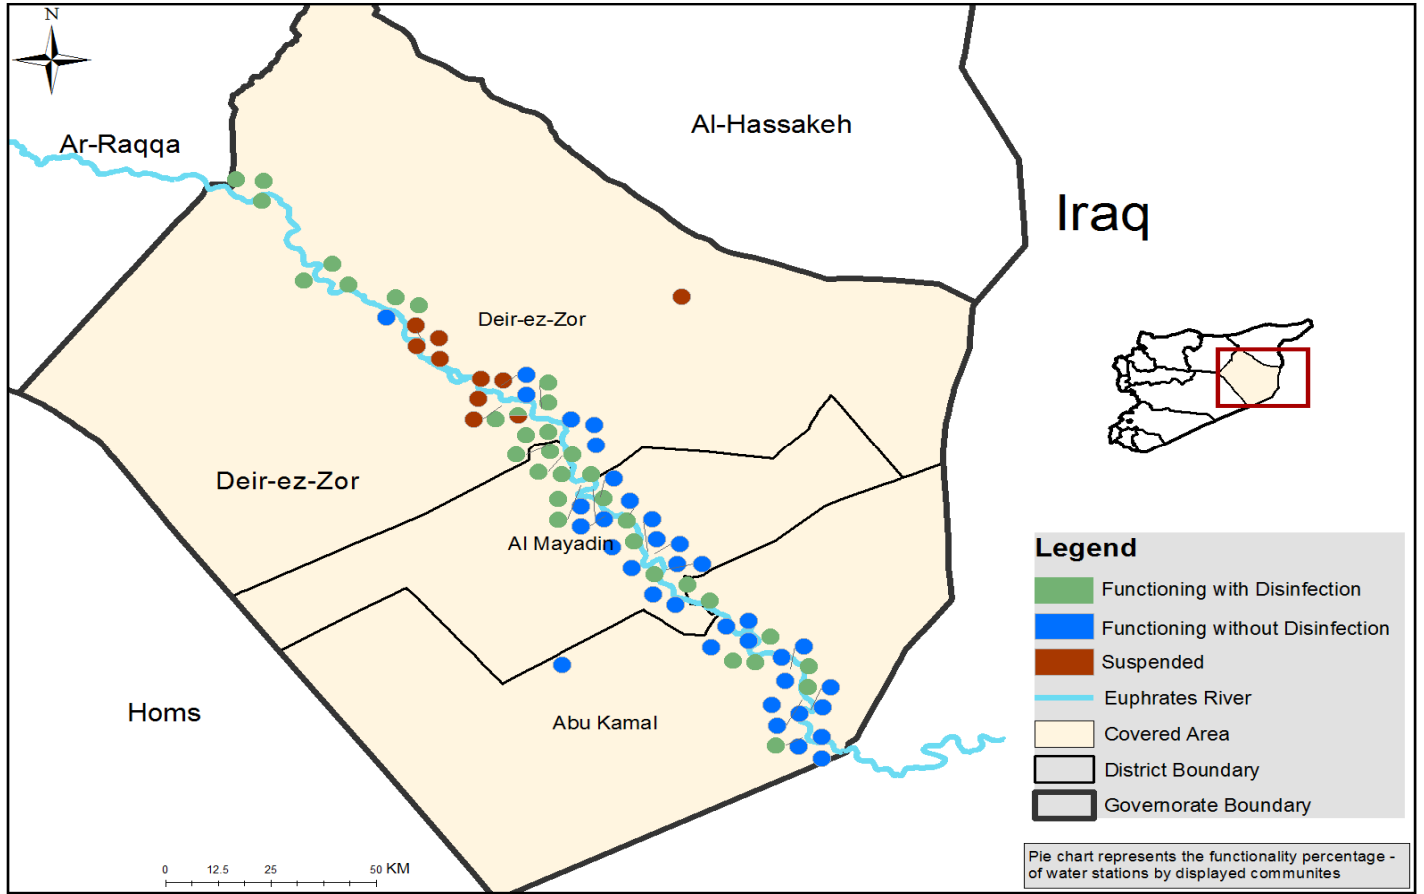 N
Ar-Raqqa
Al-Hassakeh
Iraq
Deir-ez-Zor
Deir-ez-Zor
Al Mayadin
Abu Kamal
Homs
0 12.5 25 50 KM
Legend
Functioning with Disinfection
Functioning without Disinfection
Suspended
Euphrates River
Covered Area
District Boundary
Governorate Boundary
Pie chart represents the functionality percentage -
of water stations by displayed communites